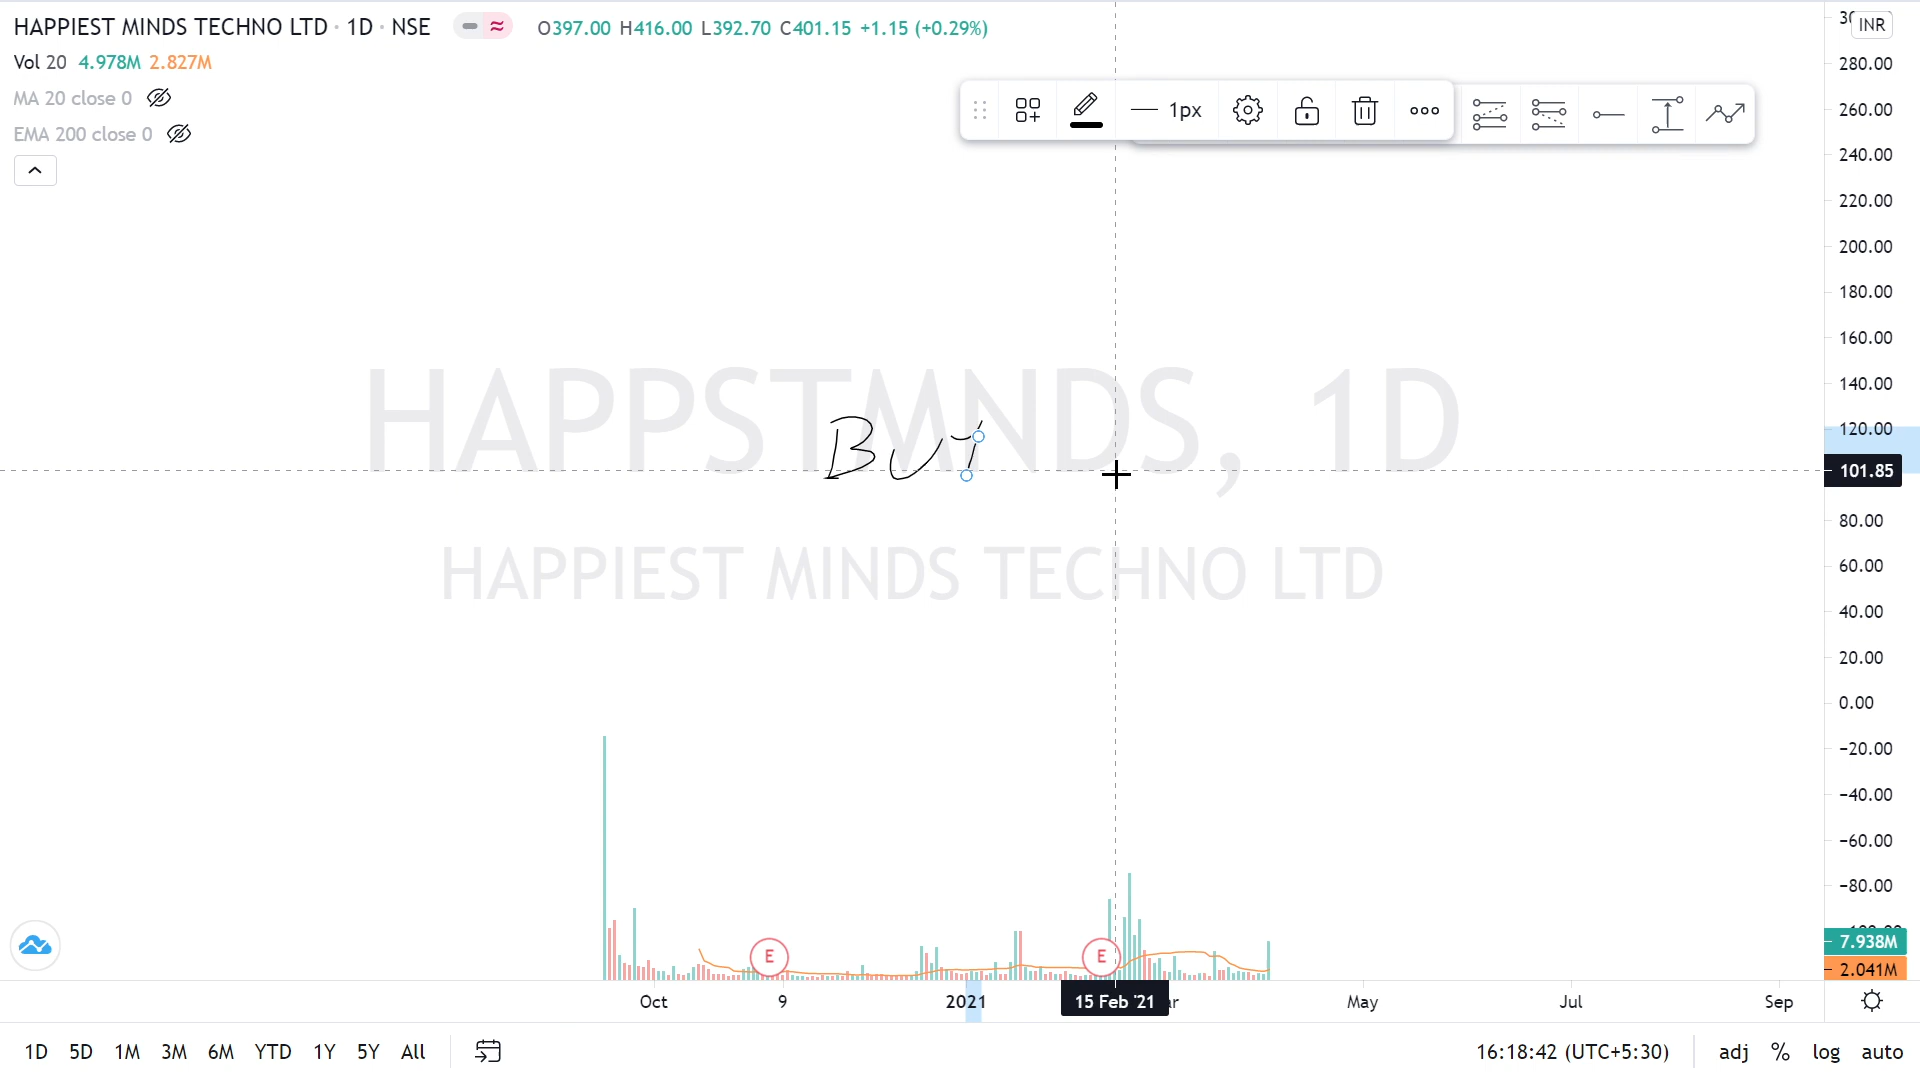 HAPPIEST MINDS TECHNO LTD · 1D · NSE O397.00 H416.00 L392.70 C401.15 +1.15 (+0.29%)
Vol 20 4.978M 2.827M
MA 20 close 0
EMA 200 close 0
1px
INR
280.00
260.00
240.00
220.00
200.00
180.00
160.00
140.00
120.00
101.85
80.00
60.00
40.00
20.00
0.00
−20.00
−40.00
−60.00
−80.00
7.938M
2.041M
HAPPSTMNDS, 1D
BUY
HAPPIEST MINDS TECHNO LTD
E E
Oct 9 2021 15 Feb '21 May Jul Sep
1D 5D 1M 3M 6M YTD 1Y 5Y All 16:18:42 (UTC+5:30) adj % log auto